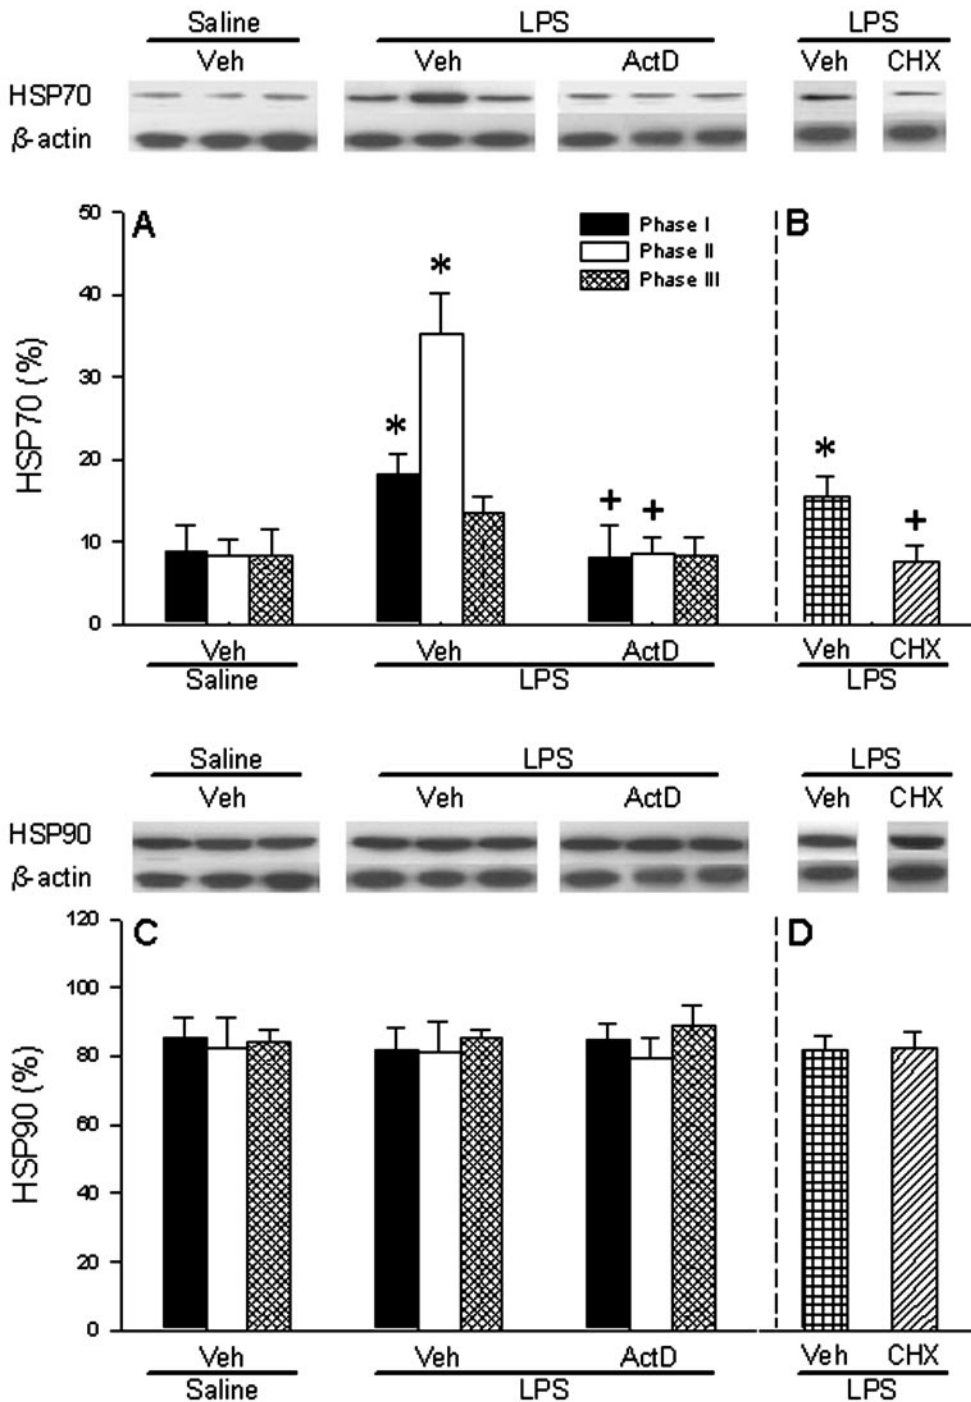 Saline LPS LPS
Veh Veh ActD Veh CHX
HSP70
β-actin
50 A B
Phase I
Phase II
Phase III
* 
40
30
HSP70 (%)
*
20
*
+ + +
10
0
Veh Veh ActD Veh CHX
Saline LPS LPS
Saline LPS LPS
Veh Veh ActD Veh CHX
HSP90
β-actin
120 C D
100
80
HSP90 (%)
60
40
20
0
Veh Veh ActD Veh CHX
Saline LPS LPS